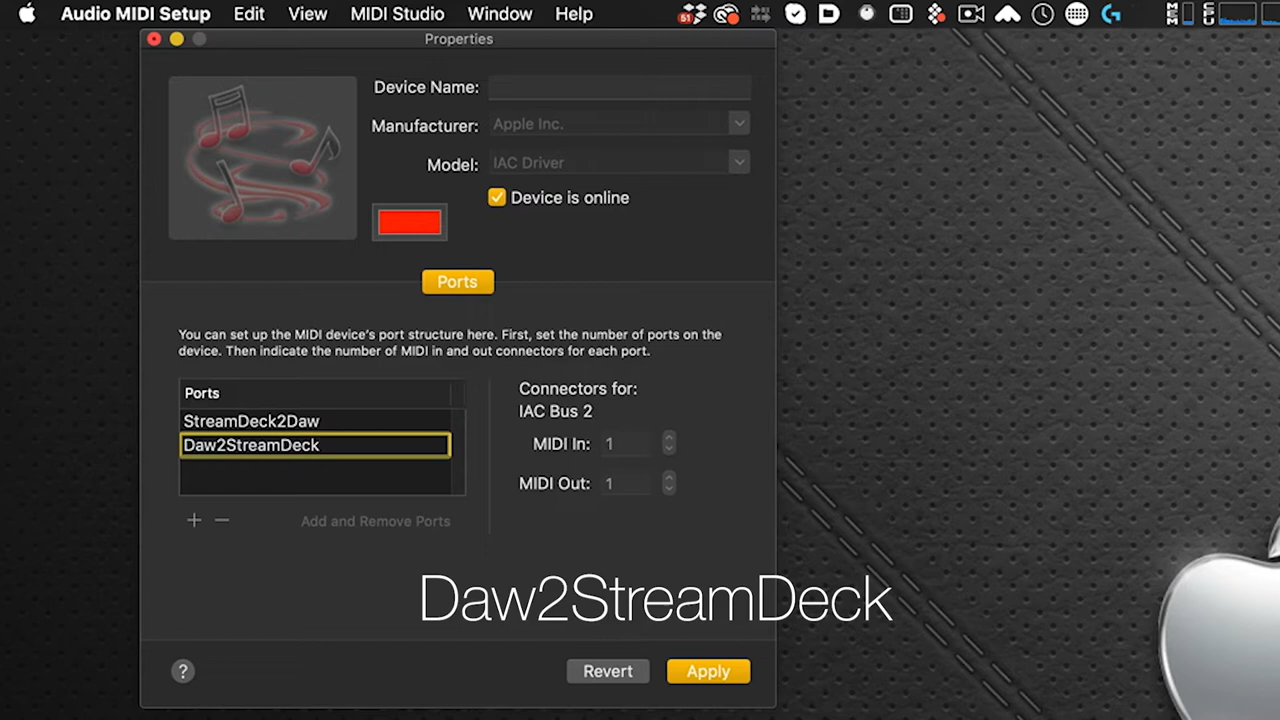 Audio MIDI Setup Edit View MIDI Studio Window Help
51
MEM
CPU
Properties
Device Name:
Manufacturer: Apple Inc.
Model: IAC Driver
Device is online
Ports
You can set up the MIDI device's port structure here. First, set the number of ports on the
device. Then indicate the number of MIDI in and out connectors for each port.
Ports
StreamDeck2Daw
Daw2StreamDeck
Connectors for:
IAC Bus 2
MIDI In: 1
MIDI Out: 1
+ − Add and Remove Ports
Daw2StreamDeck
? Revert Apply